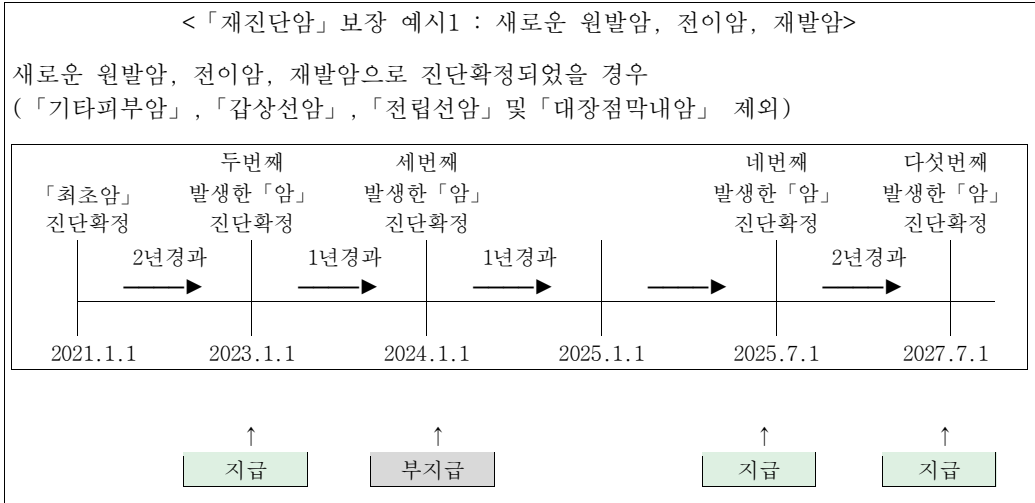 <「재진단암」보장 예시1 : 새로운 원발암, 전이암, 재발암>
새로운 원발암, 전이암, 재발암으로 진단확정되었을 경우
(「기타피부암」,「갑상선암」,「전립선암」및「대장점막내암」 제외)
「최초암」
진단확정
두번째
발생한「암」
진단확정
세번째
발생한「암」
진단확정
네번째
발생한「암」
진단확정
다섯번째
발생한「암」
진단확정
2년경과 1년경과 1년경과 2년경과
2021.1.1 2023.1.1 2024.1.1 2025.1.1 2025.7.1 2027.7.1
↑ ↑ ↑ ↑
지급 부지급 지급 지급